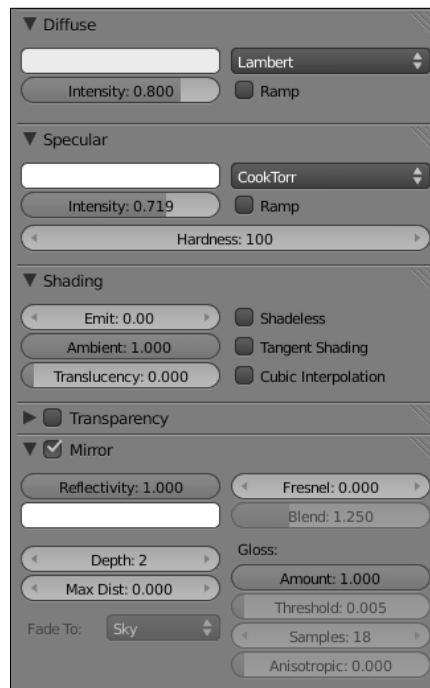 Diffuse
Lambert
Intensity: 0.800
Ramp
Specular
CookTorr
Intensity: 0.719
Ramp
Hardness: 100
Shading
Emit: 0.00
Shadeless
Ambient: 1.000
Tangent Shading
Translucency: 0.000
Cubic Interpolation
Transparency
Mirror
Reflectivity: 1.000
Fresnel: 0.000
Blend: 1.250
Depth: 2
Gloss:
Max Dist: 0.000
Amount: 1.000
Threshold: 0.005
Fade To:
Sky
Samples: 18
Anisotropic: 0.000